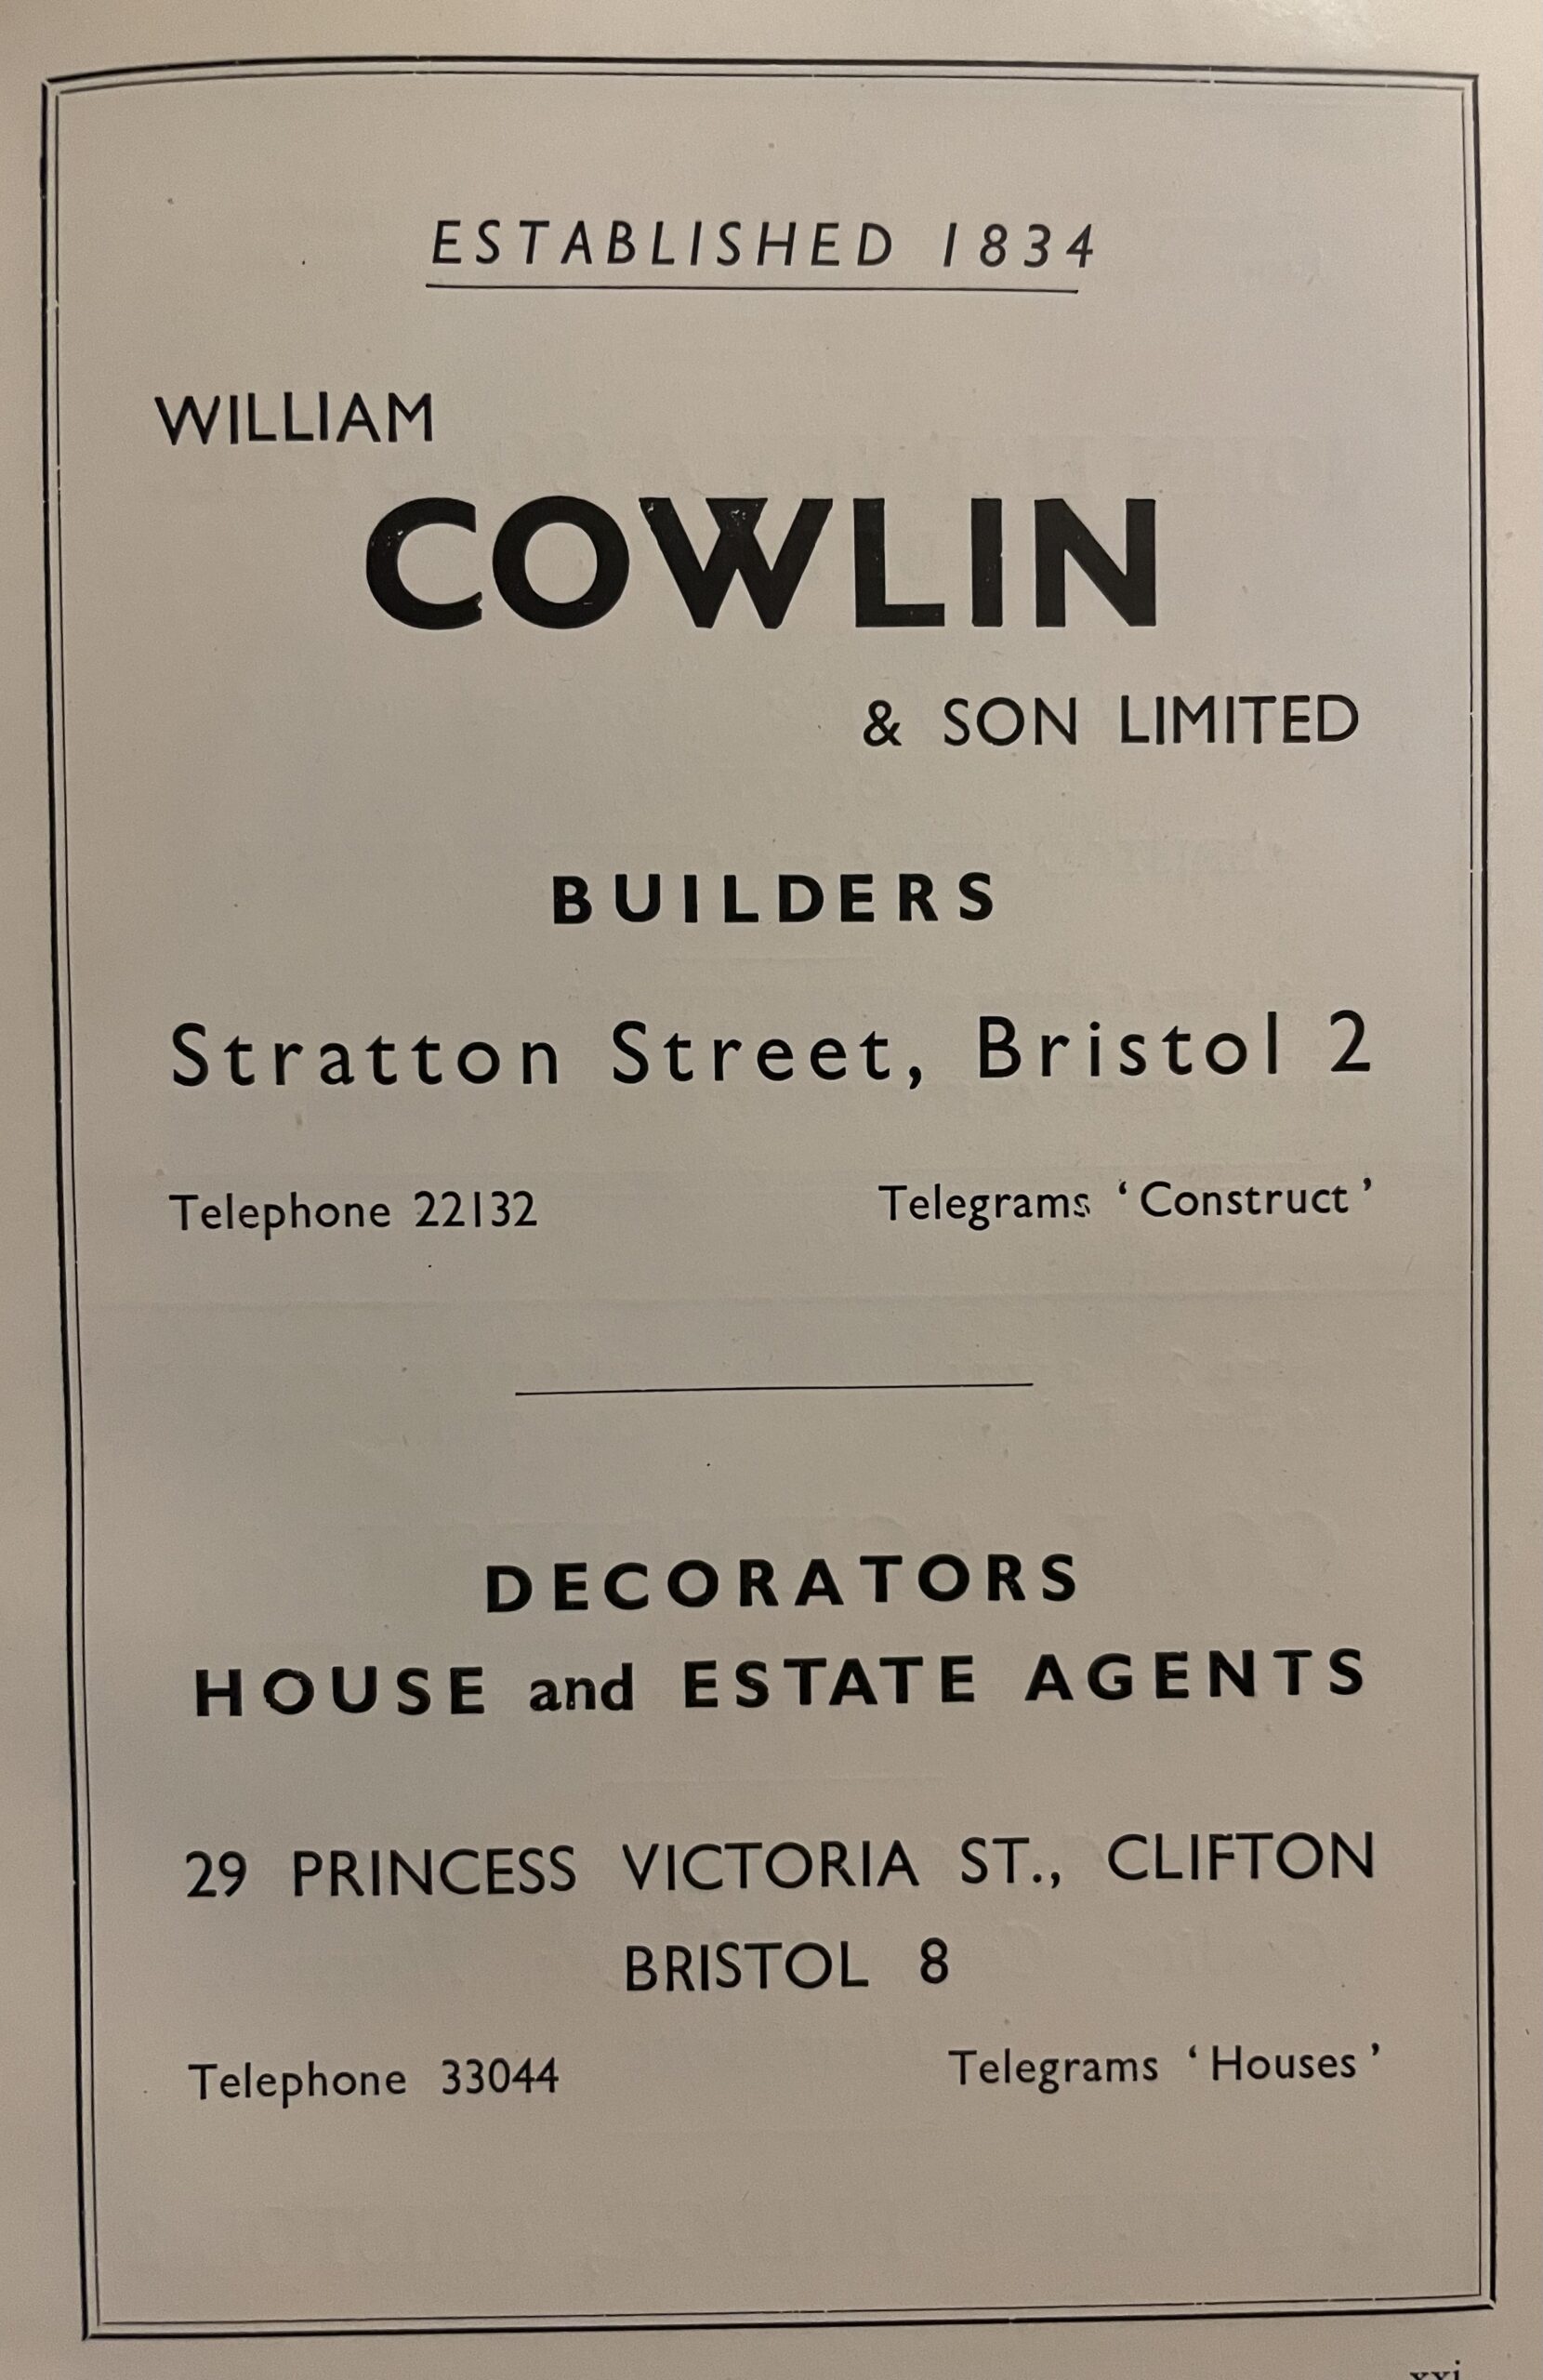 ESTABLISHED 1834
WILLIAM
COWLIN
& SON LIMITED
BUILDERS
Stratton Street, Bristol 2
Telephone 22132 Telegrams ‘Construct’
DECORATORS
HOUSE and ESTATE AGENTS
29 PRINCESS VICTORIA ST., CLIFTON
BRISTOL 8
Telephone 33044 Telegrams ‘Houses’
xxi